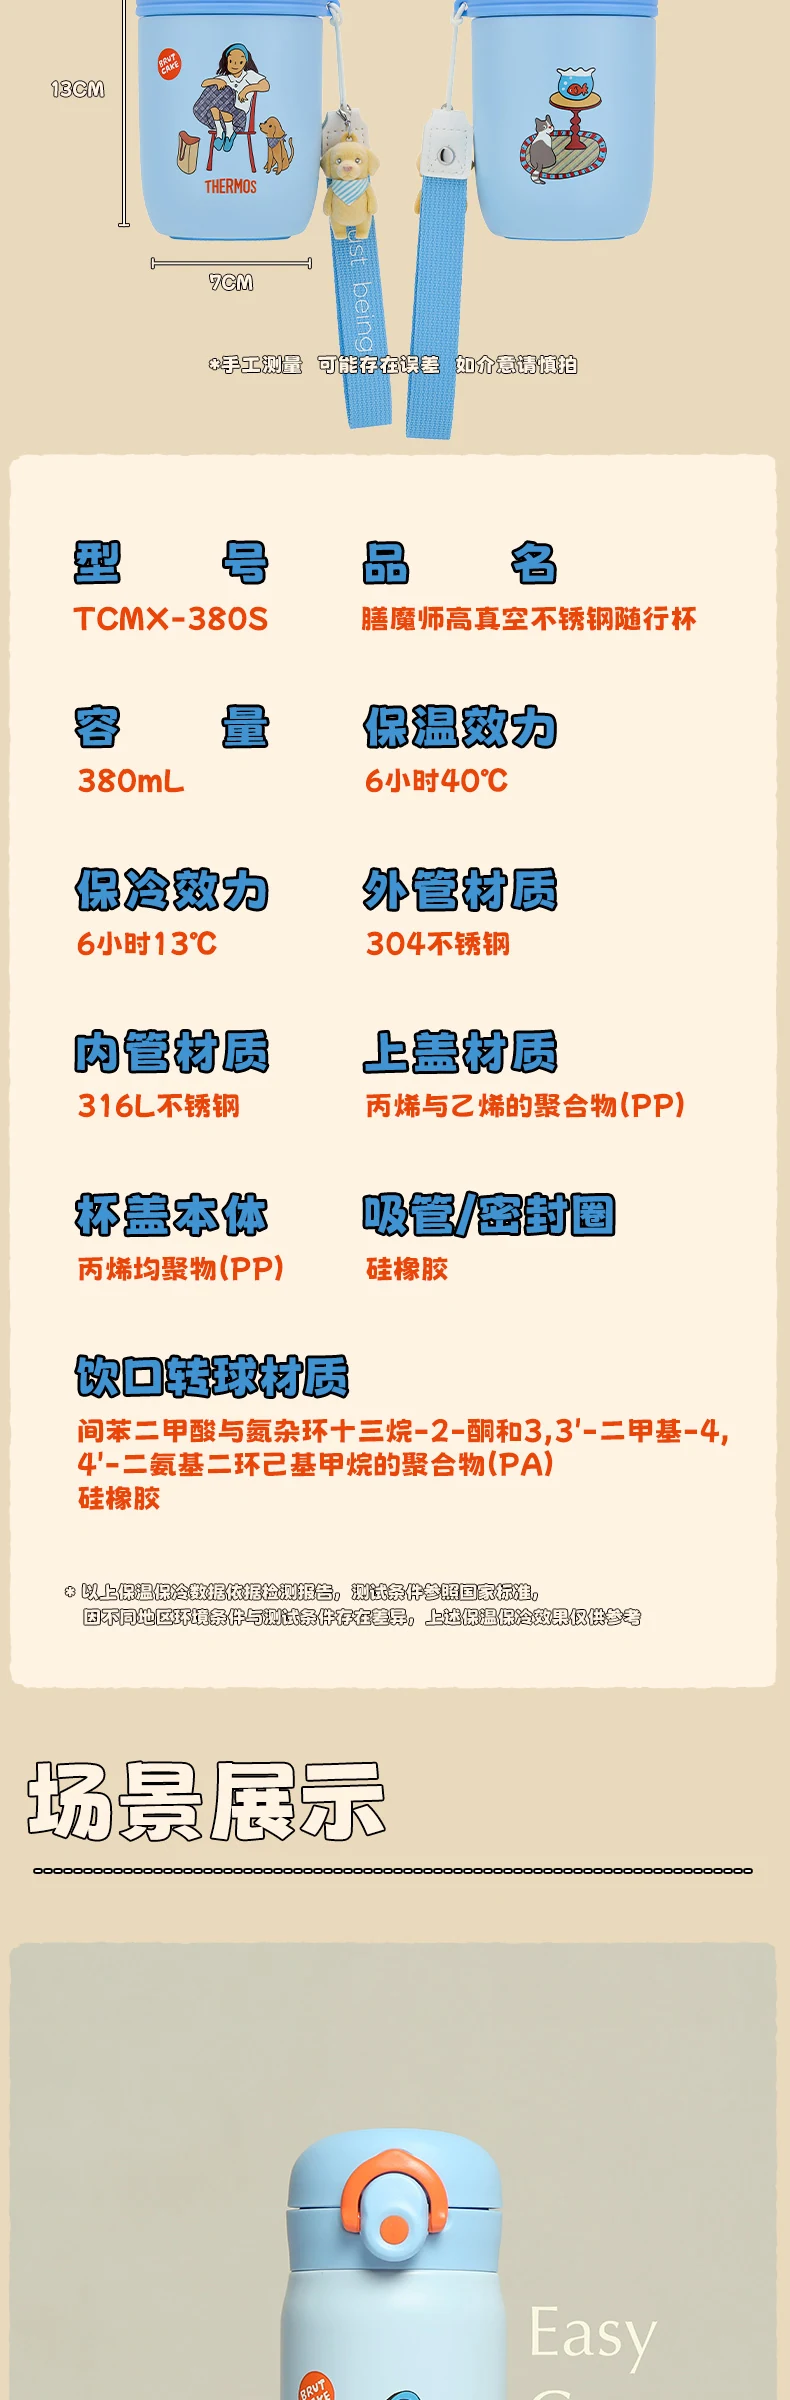 13CM
BRUT
CAKE
THERMOS
7CM
just being
*手工测量 可能存在误差 如介意请慎拍
型号 品名
TCMX-380S 膳魔师高真空不锈钢随行杯
容量 保温效力
380mL 6小时40℃
保冷效力 外管材质
6小时13℃ 304不锈钢
内管材质 上盖材质
316L不锈钢 丙烯与乙烯的聚合物(PP)
杯盖本体 吸管/密封圈
丙烯均聚物(PP) 硅橡胶
饮口转球材质
间苯二甲酸与氮杂环十三烷-2-酮和3,3'-二甲基-4,
4'-二氨基二环己基甲烷的聚合物(PA)
硅橡胶
* 以上保温保冷数据依据检测报告，测试条件参照国家标准，
因不同地区环境条件与测试条件存在差异，上述保温保冷效果仅供参考
场景展示
Easy
BRUT
CAKE